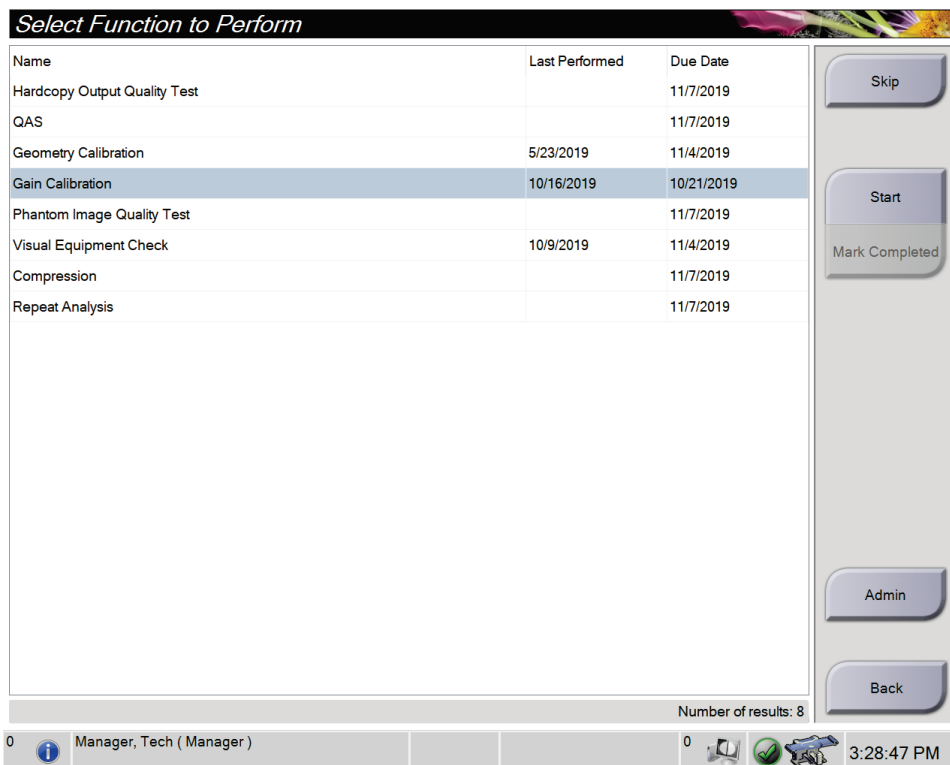 Select Function to Perform
Name Last Performed Due Date
Hardcopy Output Quality Test 11/7/2019
QAS 11/7/2019
Geometry Calibration 5/23/2019 11/4/2019
Gain Calibration 10/16/2019 10/21/2019
Phantom Image Quality Test 11/7/2019
Visual Equipment Check 10/9/2019 11/4/2019
Compression 11/7/2019
Repeat Analysis 11/7/2019
Number of results: 8
Skip
Start
Mark Completed
Admin
Back
0 Manager, Tech ( Manager ) 0 3:28:47 PM